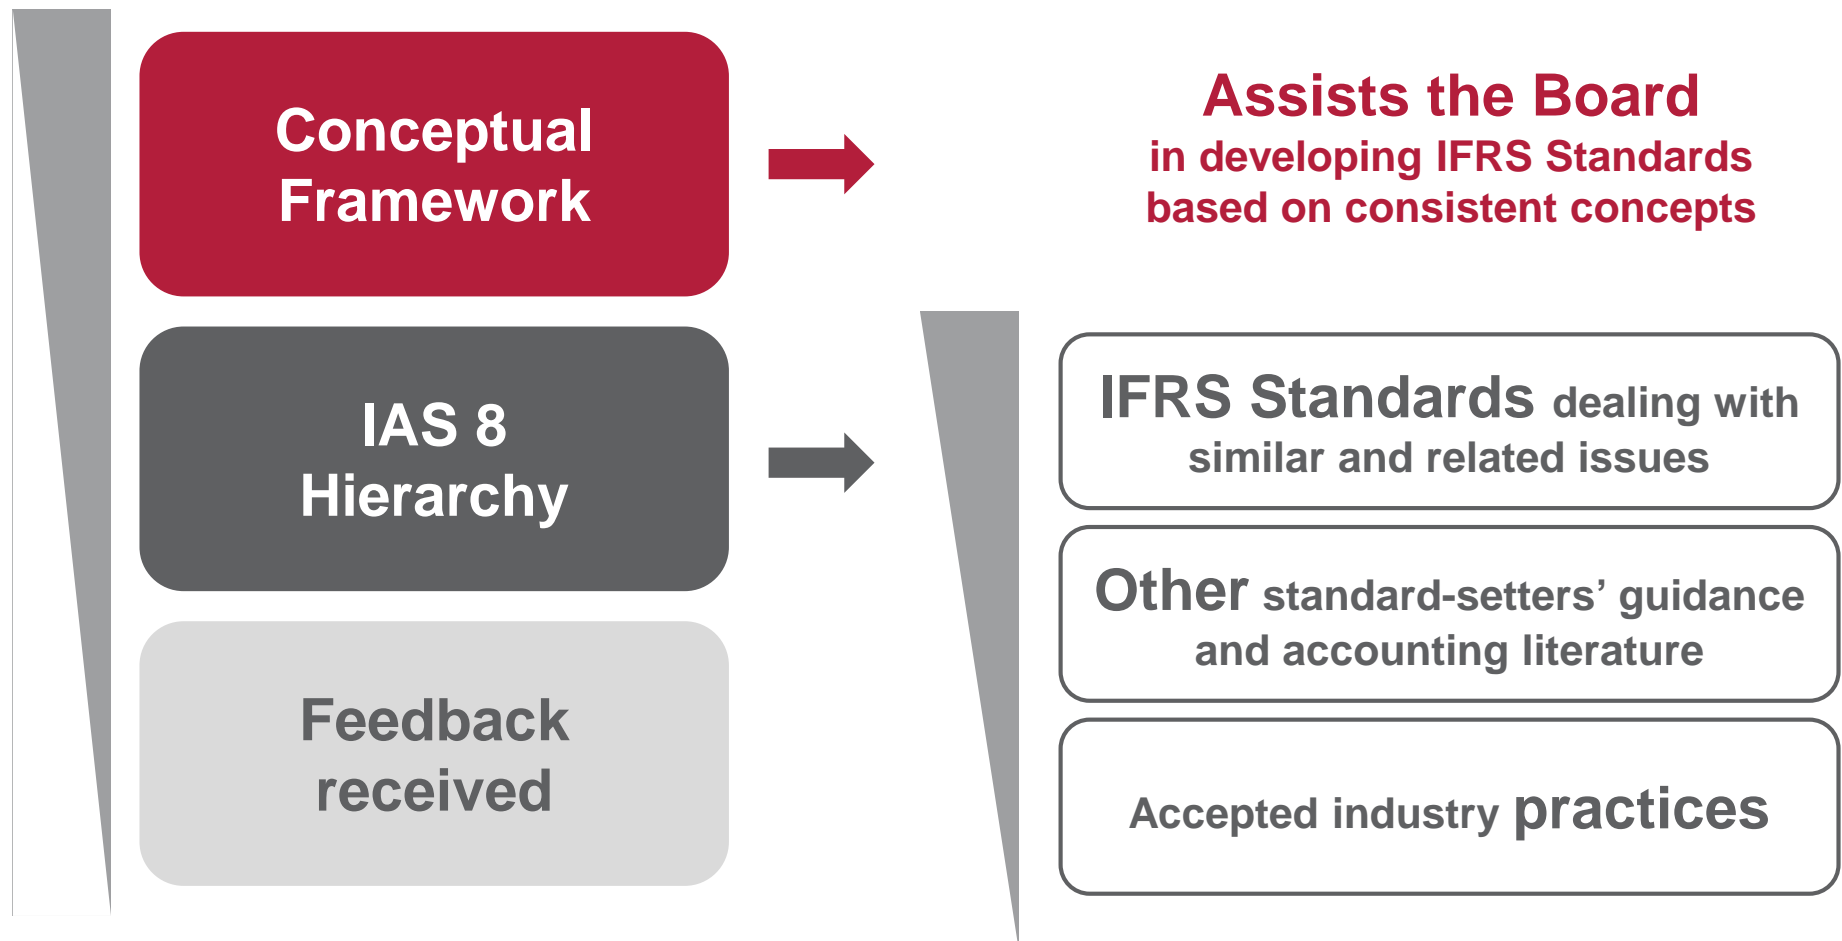 Conceptual
Framework
Assists the Board
in developing IFRS Standards
based on consistent concepts
IAS 8
Hierarchy
IFRS Standards dealing with
similar and related issues
Other standard-setters’ guidance
and accounting literature
Feedback
received
Accepted industry practices